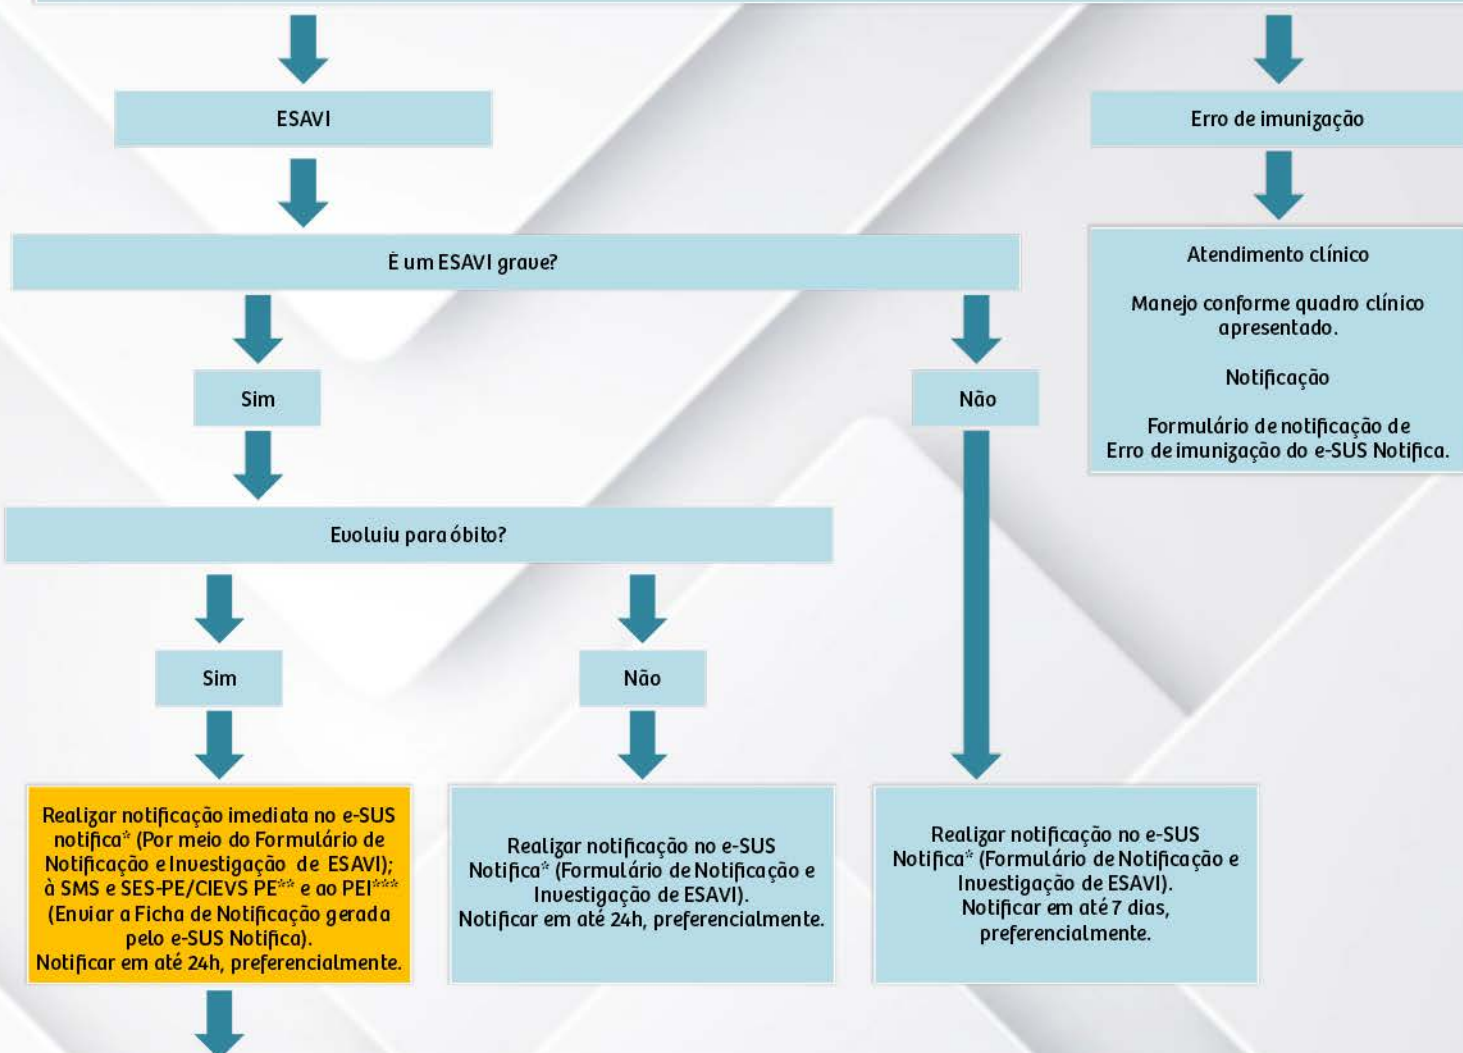 ESAVI
Erro de imunização
É um ESAVI grave?
Atendimento clínico
Manejo conforme quadro clínico
apresentado.
Notificação
Formulário de notificação de
Erro de imunização do e-SUS Notifica.
Sim
Não
Evoluiu para óbito?
Sim
Não
Realizar notificação imediata no e-SUS
notifica* (Por meio do Formulário de
Notificação e Investigação de ESAVI);
à SMS e SES-PE/CIEVS PE** e ao PEI***
(Enviar a Ficha de Notificação gerada
pelo e-SUS Notifica).
Notificar em até 24h, preferencialmente.
Realizar notificação no e-SUS
Notifica* (Formulário de Notificação e
Investigação de ESAVI).
Notificar em até 24h, preferencialmente.
Realizar notificação no e-SUS
Notifica* (Formulário de Notificação e
Investigação de ESAVI).
Notificar em até 7 dias,
preferencialmente.